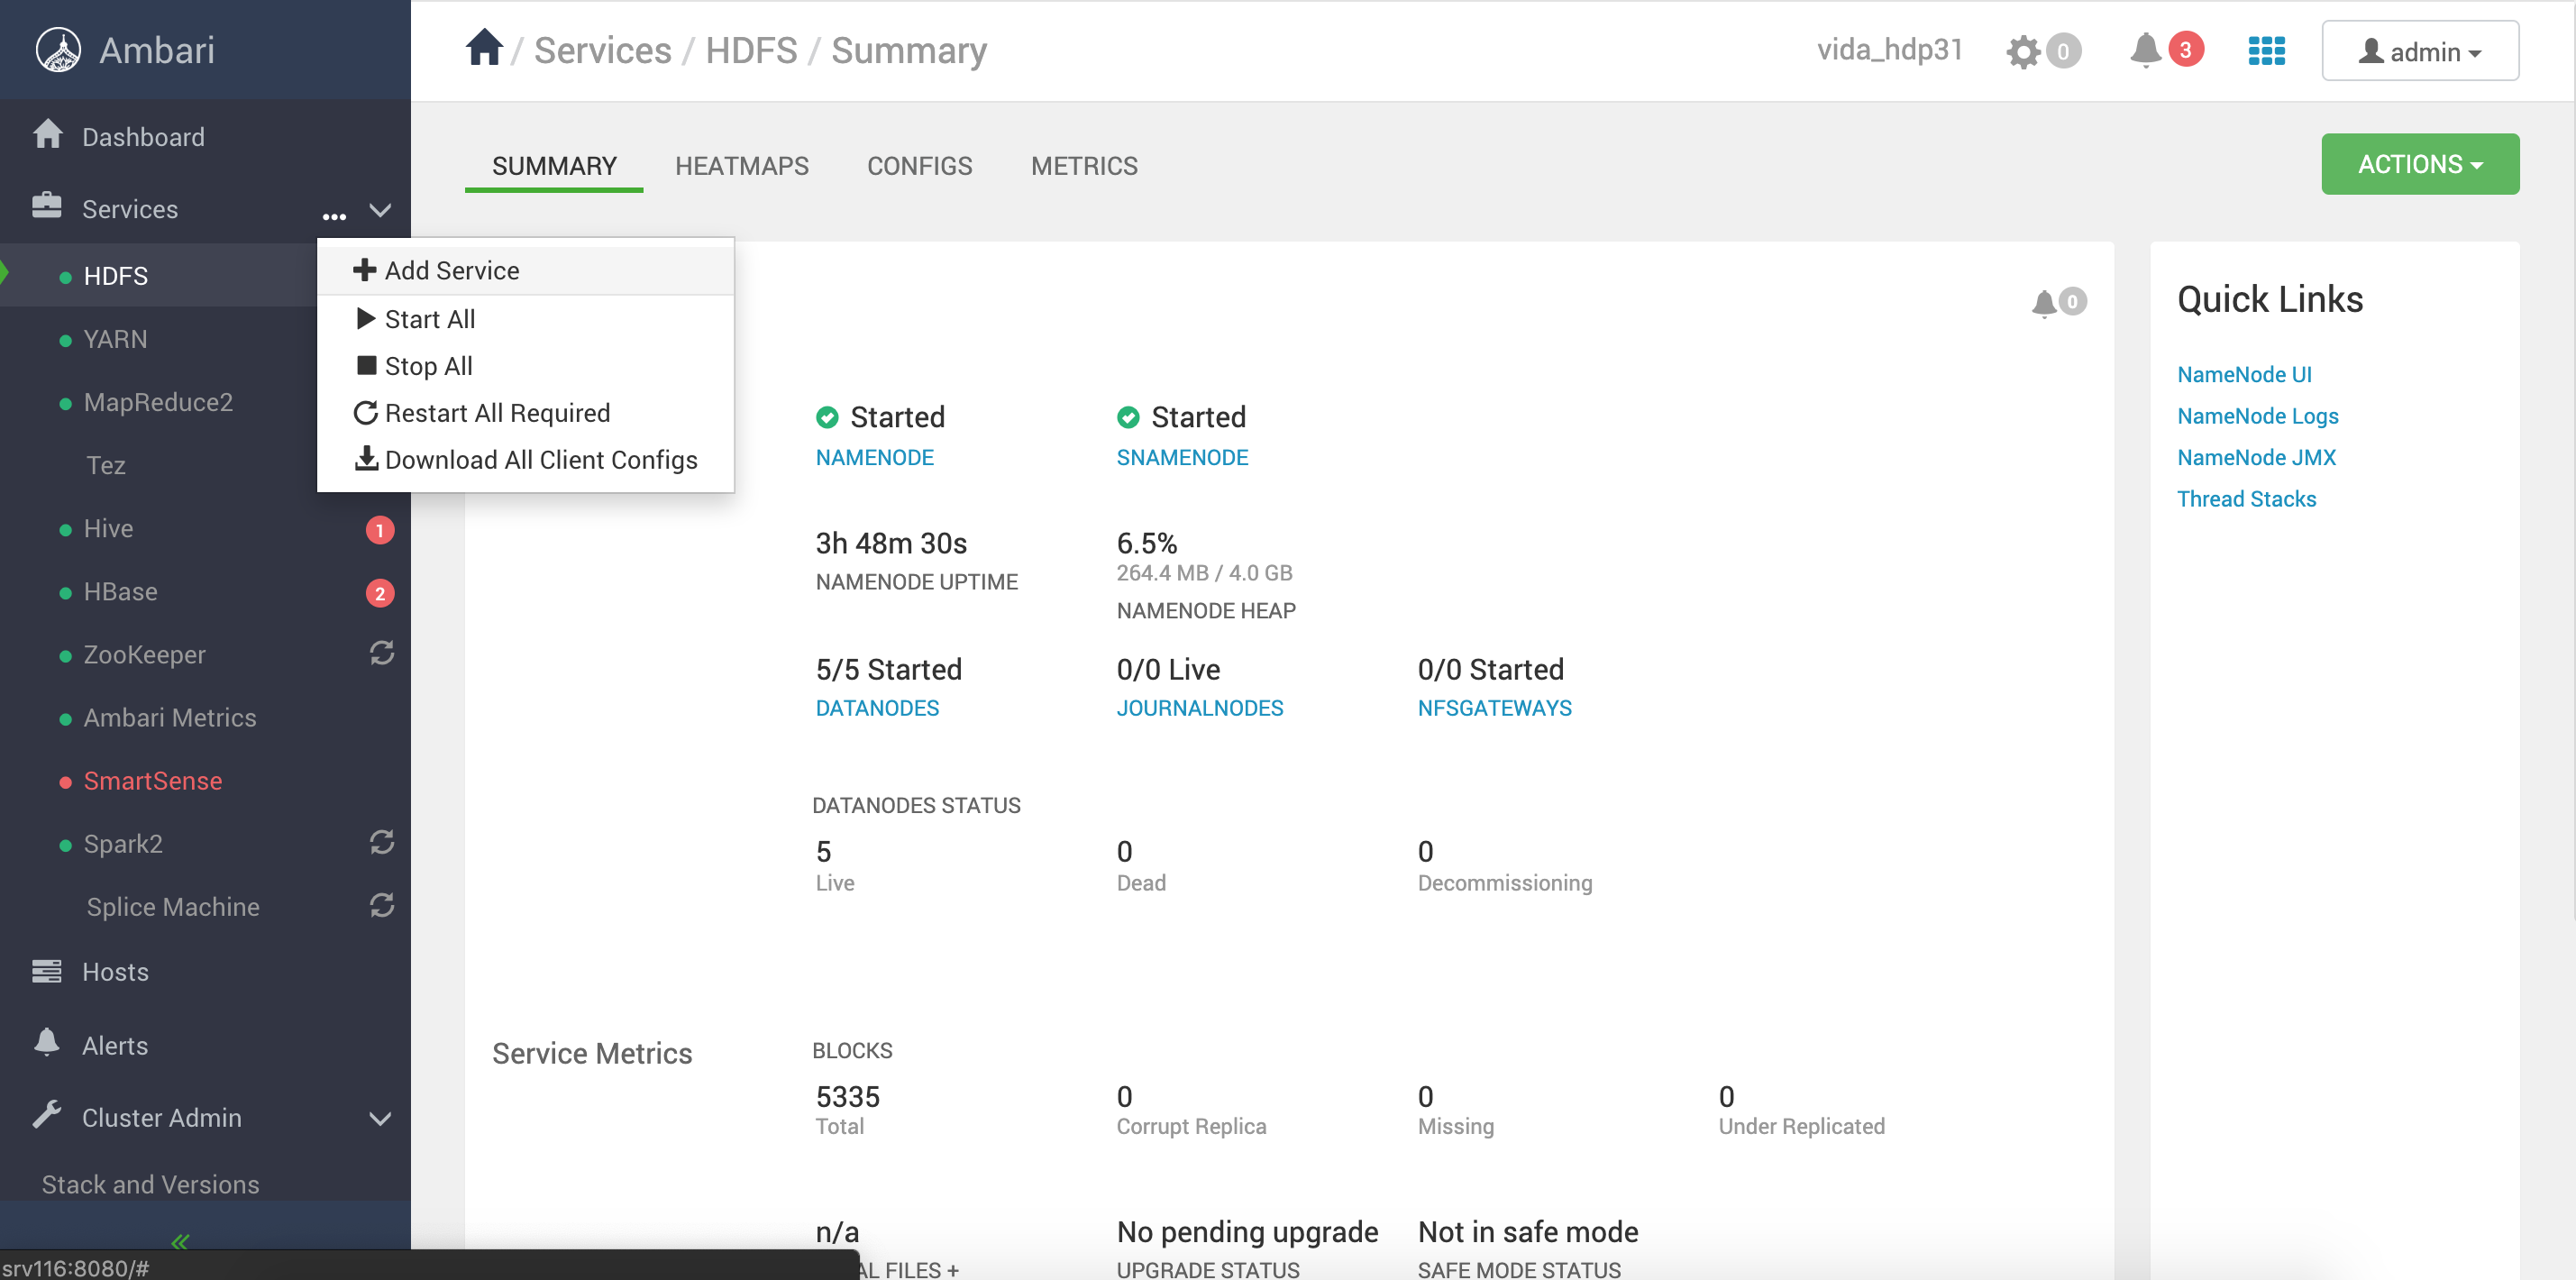 Ambari
/ Services / HDFS / Summary
vida_hdp31
0
3
admin
Dashboard
Services
...
HDFS
YARN
MapReduce2
Tez
Hive
1
HBase
2
ZooKeeper
Ambari Metrics
SmartSense
Spark2
Splice Machine
Hosts
Alerts
Cluster Admin
Stack and Versions
«
srv116:8080/#
Add Service
Start All
Stop All
Restart All Required
Download All Client Configs
SUMMARY
HEATMAPS
CONFIGS
METRICS
ACTIONS
0
Started
NAMENODE
Started
SNAMENODE
3h 48m 30s
NAMENODE UPTIME
6.5%
264.4 MB / 4.0 GB
NAMENODE HEAP
5/5 Started
DATANODES
0/0 Live
JOURNALNODES
0/0 Started
NFSGATEWAYS
DATANODES STATUS
5
Live
0
Dead
0
Decommissioning
Service Metrics
BLOCKS
5335
Total
0
Corrupt Replica
0
Missing
0
Under Replicated
n/a
AL FILES +
No pending upgrade
UPGRADE STATUS
Not in safe mode
SAFE MODE STATUS
Quick Links
NameNode UI
NameNode Logs
NameNode JMX
Thread Stacks